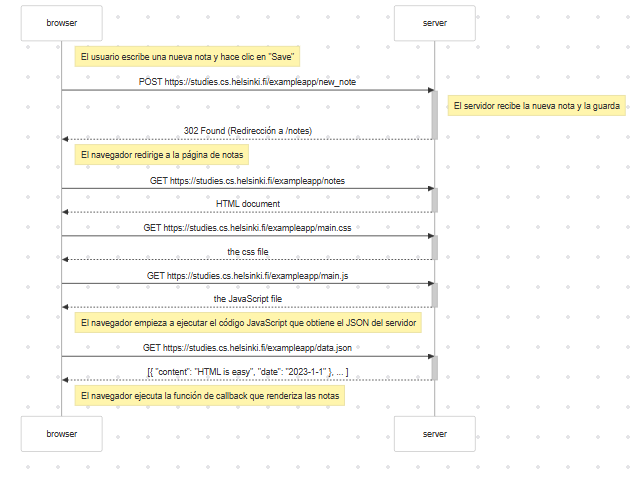 browser
server
El usuario escribe una nueva nota y hace clic en "Save"
POST https://studies.cs.helsinki.fi/exampleapp/new_note
El servidor recibe la nueva nota y la guarda
302 Found (Redirección a /notes)
El navegador redirige a la página de notas
GET https://studies.cs.helsinki.fi/exampleapp/notes
HTML document
GET https://studies.cs.helsinki.fi/exampleapp/main.css
the css file
GET https://studies.cs.helsinki.fi/exampleapp/main.js
the JavaScript file
El navegador empieza a ejecutar el código JavaScript que obtiene el JSON del servidor
GET https://studies.cs.helsinki.fi/exampleapp/data.json
[{ "content": "HTML is easy", "date": "2023-1-1" }, ... ]
El navegador ejecuta la función de callback que renderiza las notas
browser
server